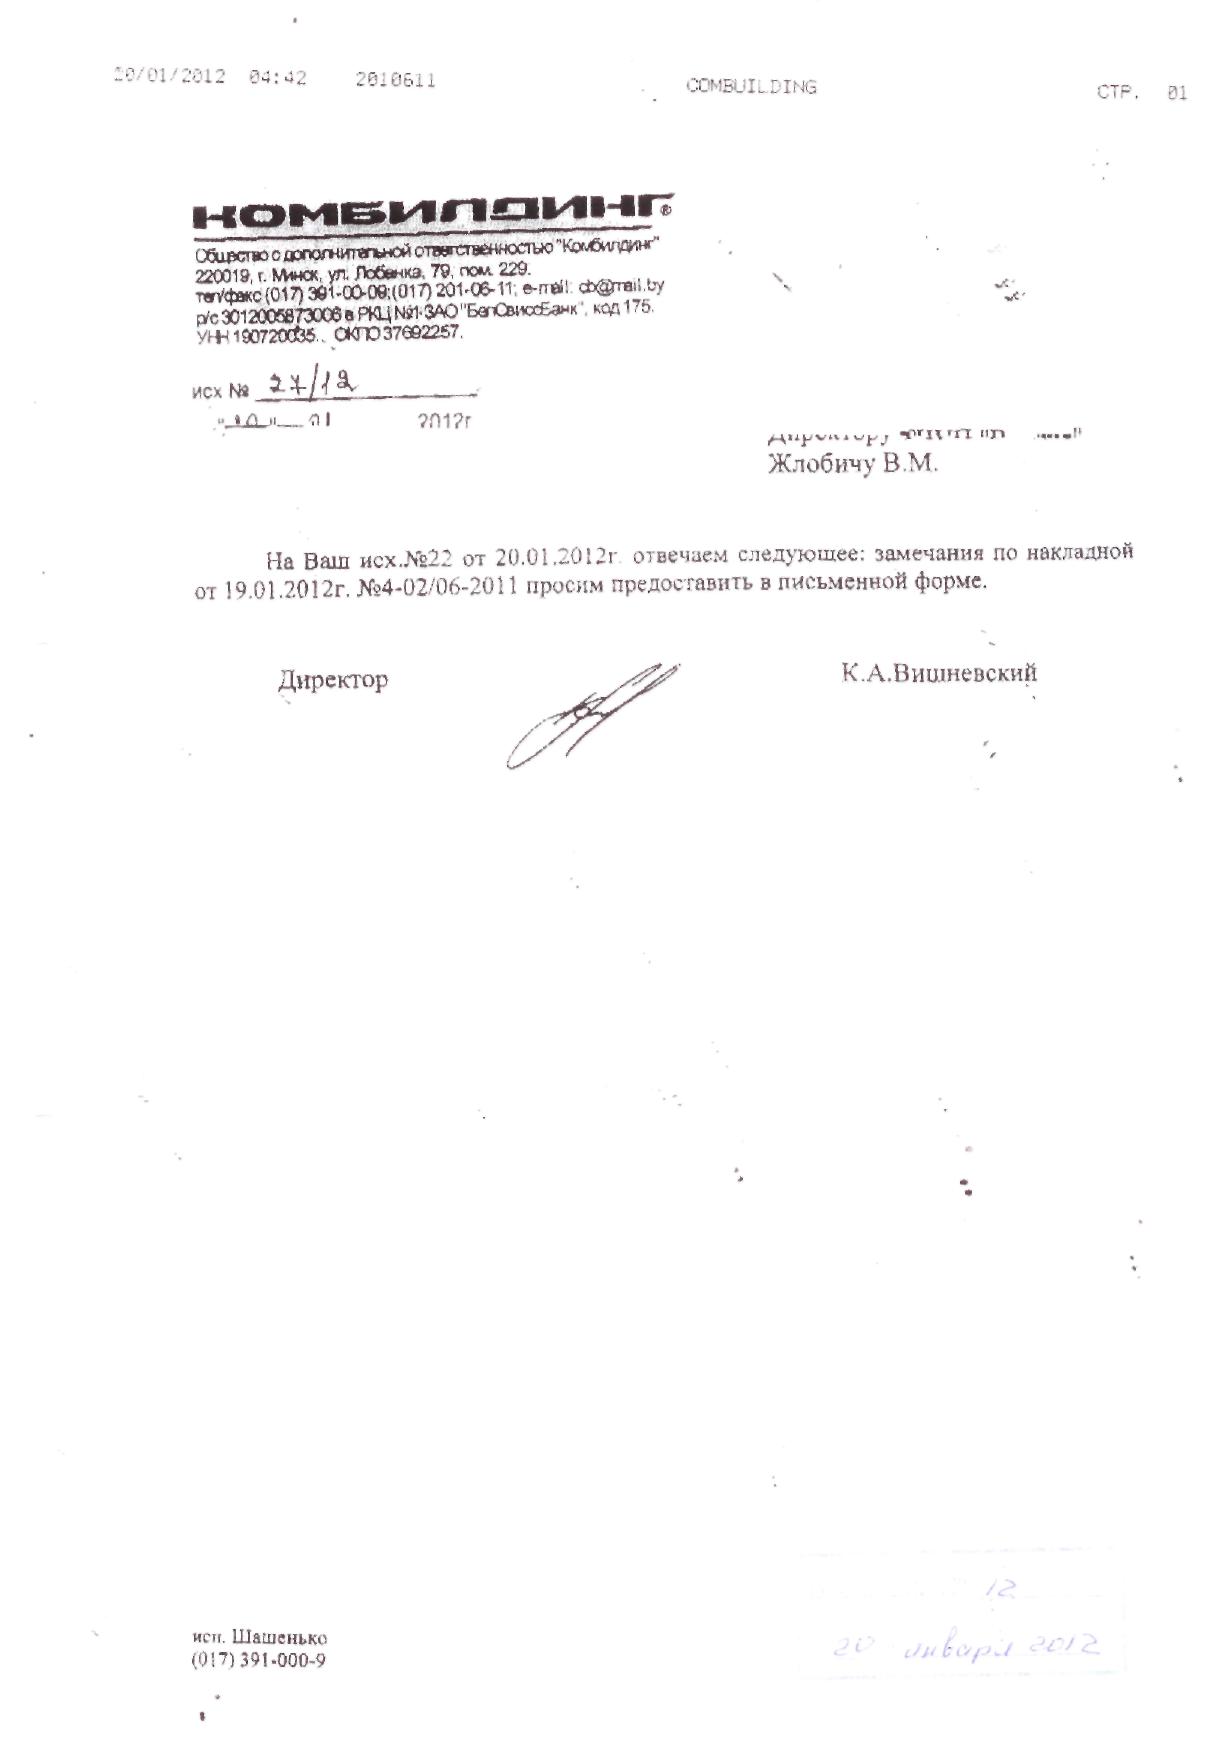 20/01/2012 04:42 2010611 COMBUILDING СТР. 01
КОМБИЛДИНГ®
Общество с дополнительной ответственностью "Комбилдинг"
220019, г. Минск, ул. Лобанка, 79, пом. 229.
тел/факс (017) 391-00-09;(017) 201-06-11; e-mail: cb@mail.by
р/с 3012005873006 в РКЦ №1 ЗАО "БелСвиссБанк", код 175.
УНН 190720035., ОКПО 37692257.
исх № 27/12
01 2012г
Директору
Жлобичу В.М.
На Ваш исх.№22 от 20.01.2012г. отвечаем следующее: замечания по накладной
от 19.01.2012г. №4-02/06-2011 просим предоставить в письменной форме.
Директор К.А.Вишневский
12
исп. Шашенько
20 января 2012
(017) 391-000-9